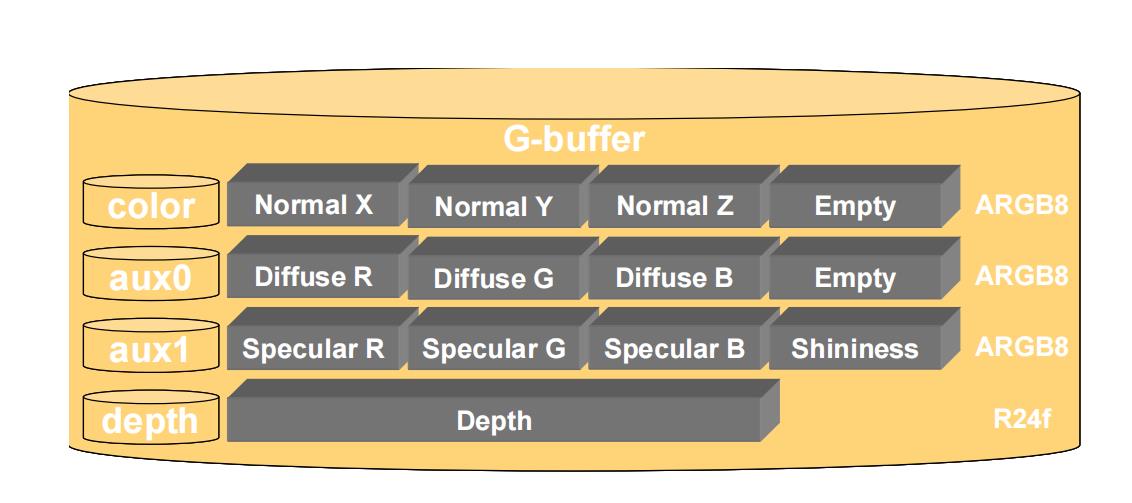 G-buffer
color Normal X Normal Y Normal Z Empty ARGB8
aux0 Diffuse R Diffuse G Diffuse B Empty ARGB8
aux1 Specular R Specular G Specular B Shininess ARGB8
depth Depth R24f